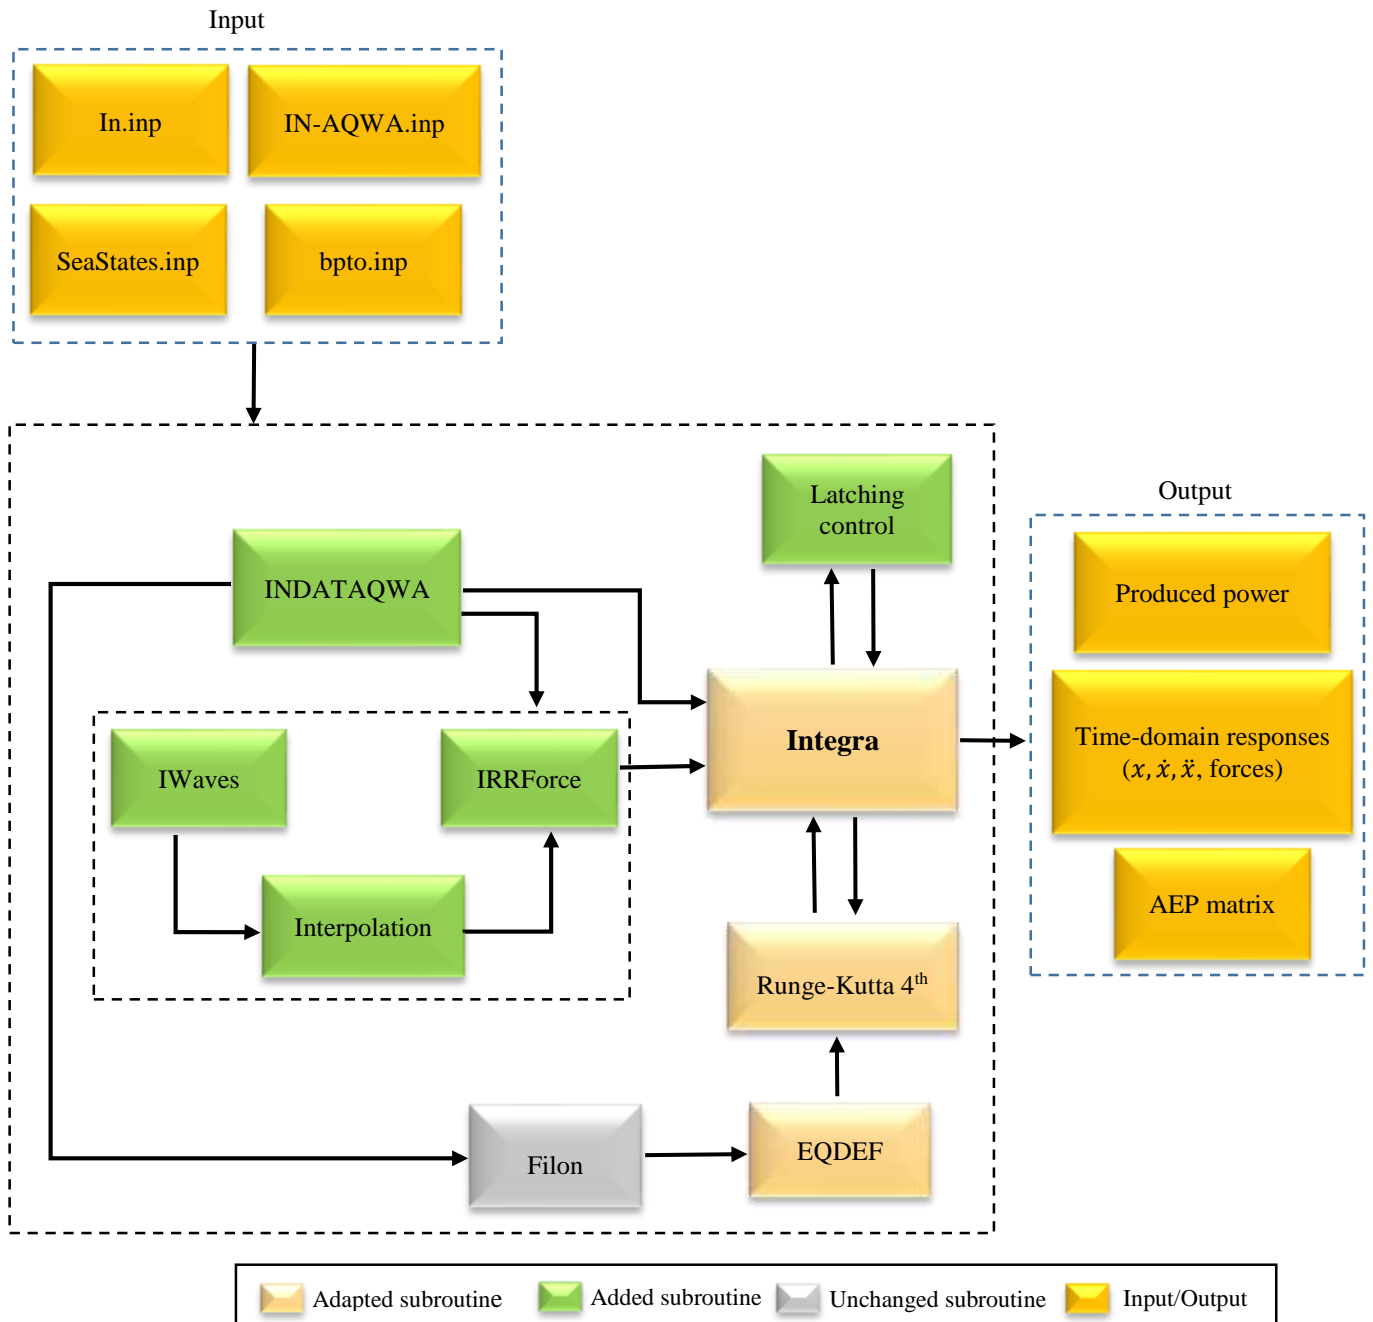 Input
In.inp
IN-AQWA.inp
SeaStates.inp
bpto.inp
Latching
control
Output
INDATAQWA
Produced power
Integra
Time-domain responses
(x, ẋ, ẍ, forces)
IWaves
IRRForce
Interpolation
AEP matrix
Runge-Kutta 4th
Filon
EQDEF
Adapted subroutine
Added subroutine
Unchanged subroutine
Input/Output